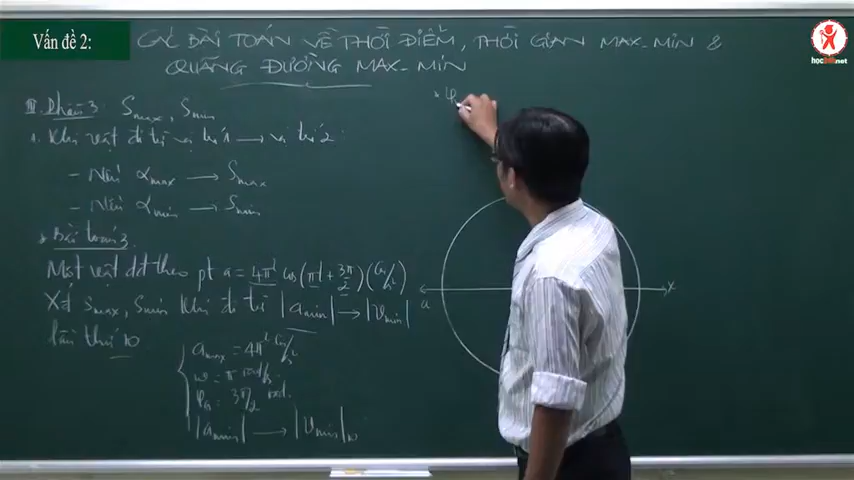 Vấn đề 2:
CÁC BÀI TOÁN VỀ THỜI ĐIỂM, THỜI GIAN MAX-MIN &
QUÃNG ĐƯỜNG MAX-MIN
học247.net
III. Phần 3 Smax, Smin
1. Khi vật đi từ vị trí 1 → vị trí 2
- Nếu αmax → Smax
- Nếu αmin → Smin
* Bài toán 3
Một vật dđ theo pt a = 4π² cos(πt + 3π/2)(cm/s²)
Xđ Smax, Smin khi đi từ |amin| → |vmin|
lần thứ 10
amax = 4π² cm/s²
ω = π rad/s
φa = 3π/2 rad
|amin| → |vmin|10
* φ
a
x